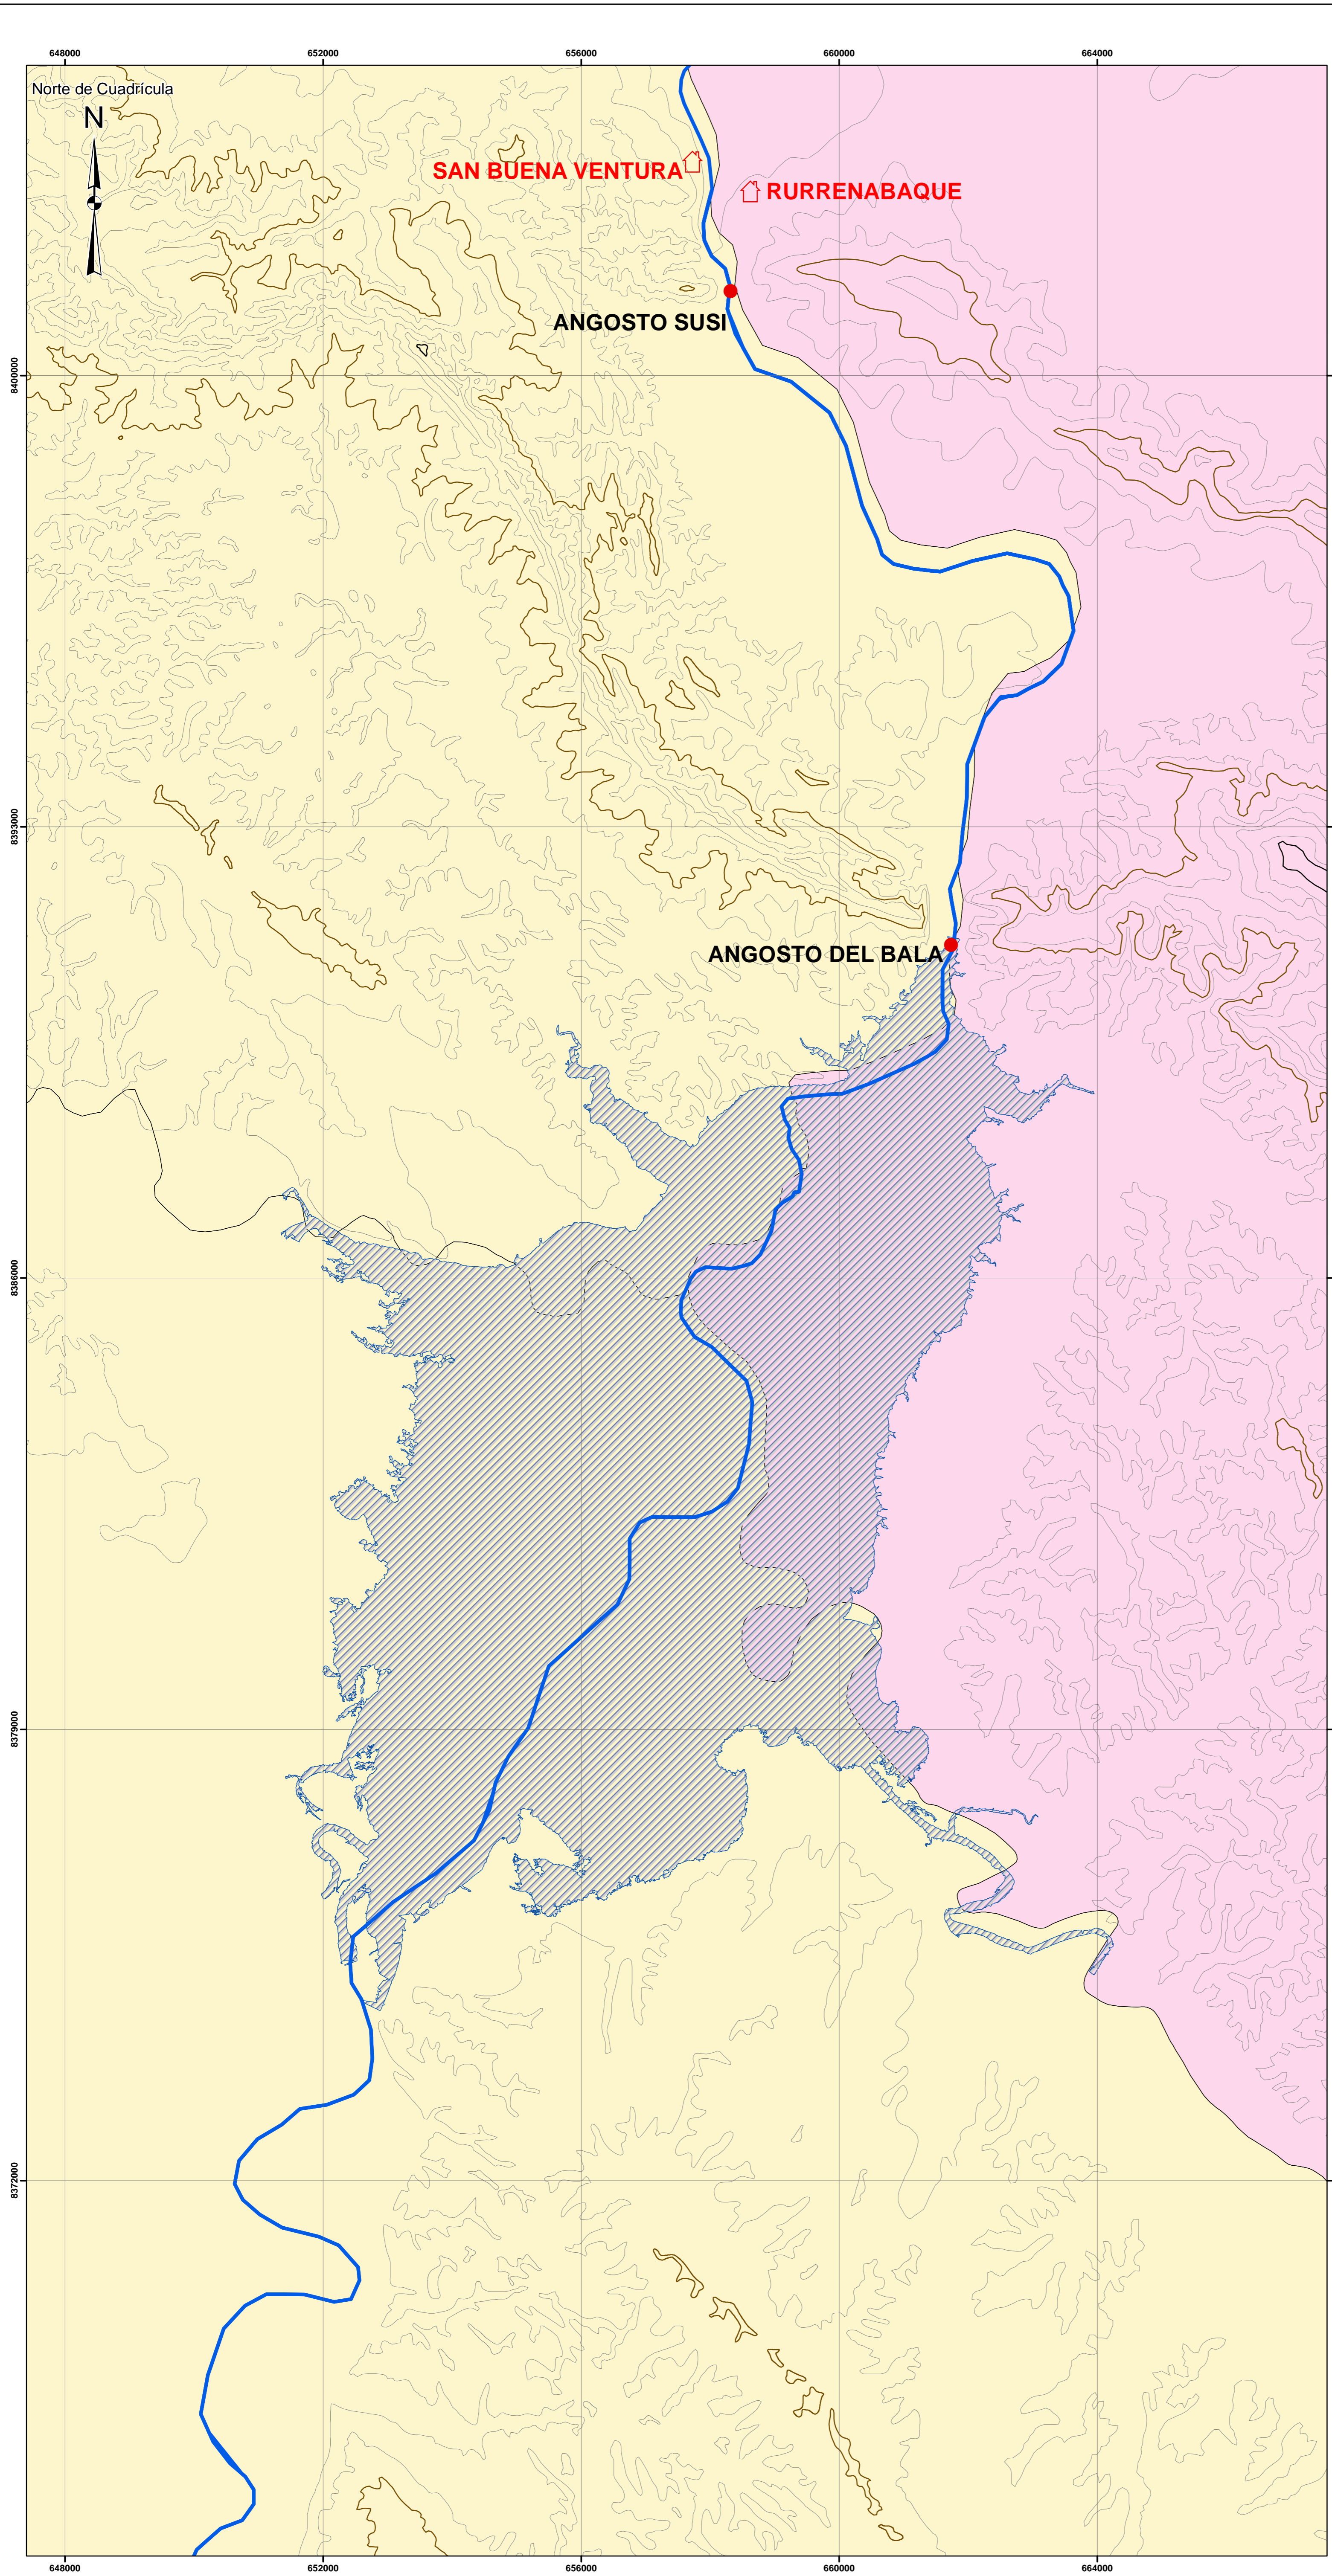 648000 652000 656000 660000 664000
Norte de Cuadrícula
N
SAN BUENA VENTURA
RURRENABAQUE
ANGOSTO SUSI
8400000
8393000
ANGOSTO DEL BALA
8386000
8379000
8372000
648000 652000 656000 660000 664000